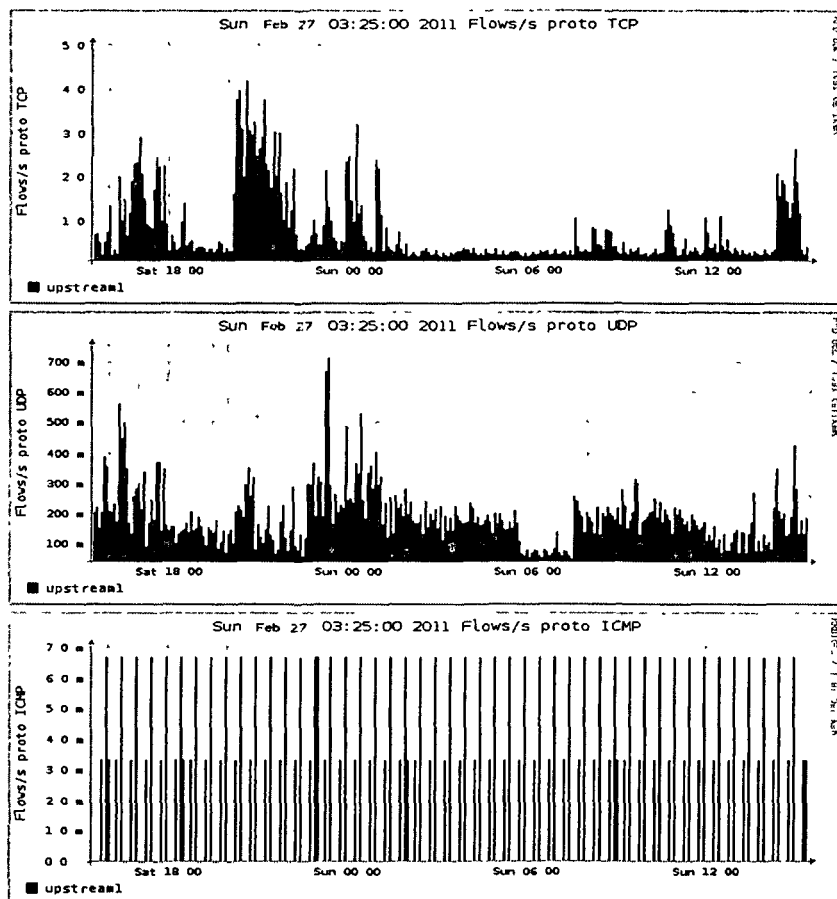 Sun Feb 27 03:25:00 2011 Flows/s proto TCP
Flows/s proto TCP
5 0
4 0
3 0
2 0
1 0
Sat 18 00
Sun 00 00
Sun 06 00
Sun 12 00
upstream1
Sun Feb 27 03:25:00 2011 Flows/s proto UDP
Flows/s proto UDP
700 m
600 m
500 m
400 m
300 m
200 m
100 m
Sat 18 00
Sun 00 00
Sun 06 00
Sun 12 00
upstream1
Sun Feb 27 03:25:00 2011 Flows/s proto ICMP
Flows/s proto ICMP
7 0 m
6 0 m
5 0 m
4 0 m
3 0 m
2 0 m
1 0 m
0 0
Sat 18 00
Sun 00 00
Sun 06 00
Sun 12 00
upstream1